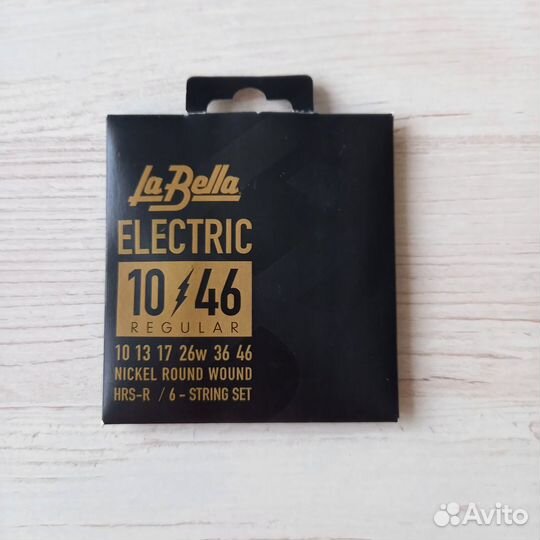 La Bella
ELECTRIC
10 46
REGULAR
10 13 17 26w 36 46
NICKEL ROUND WOUND
HRS-R / 6 - STRING SET
Avito